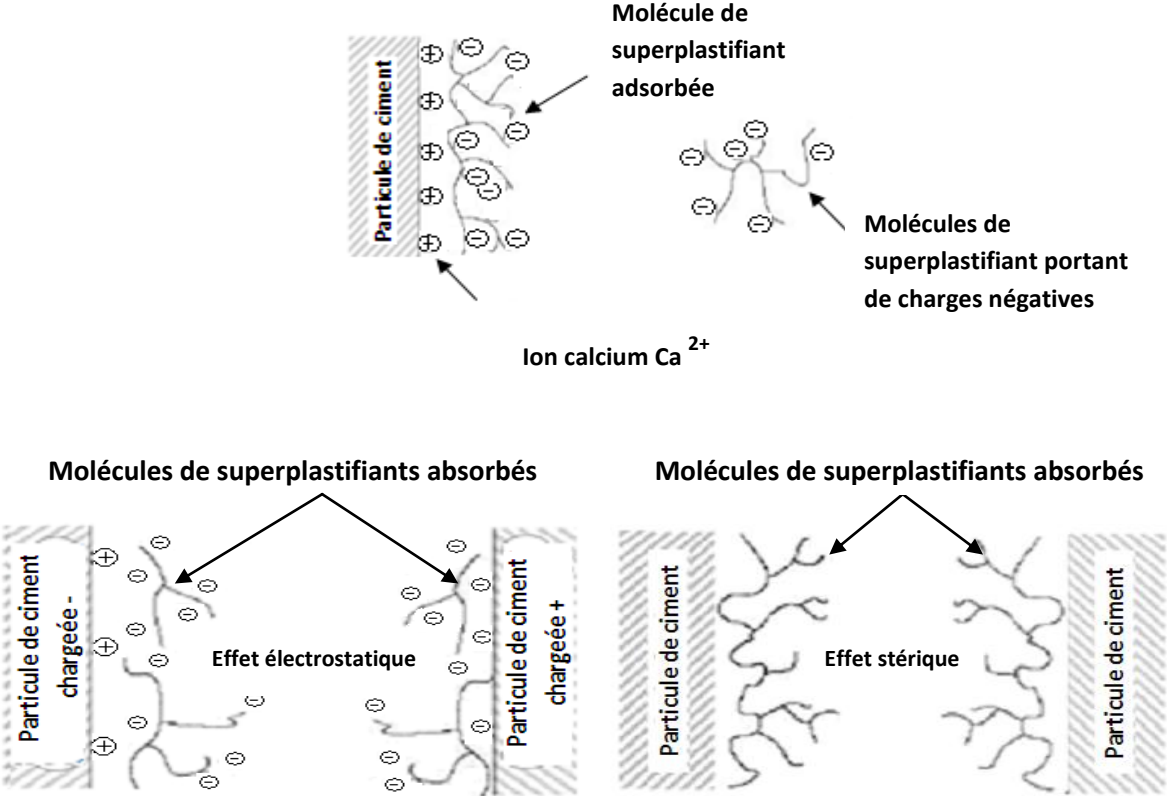 Molécule de
superplastifiant
adsorbée
Particule de ciment
Molécules de
superplastifiant portant
de charges négatives
Ion calcium Ca 2+
Molécules de superplastifiants absorbés
Molécules de superplastifiants absorbés
Particule de ciment
chargeée -
Effet électrostatique
Particule de ciment
chargeée +
Particule de ciment
Effet stérique
Particule de ciment